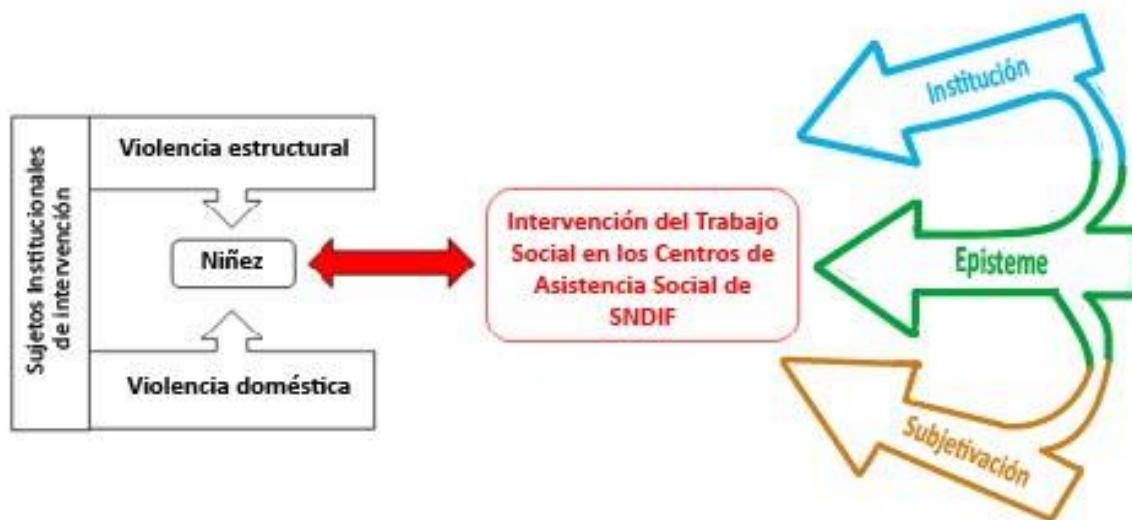 Sujetos Institucionales
de intervención
Violencia estructural
Niñez
Violencia doméstica
Intervención del Trabajo
Social en los Centros de
Asistencia Social de
SNDIF
Institución
Episteme
Subjetivación